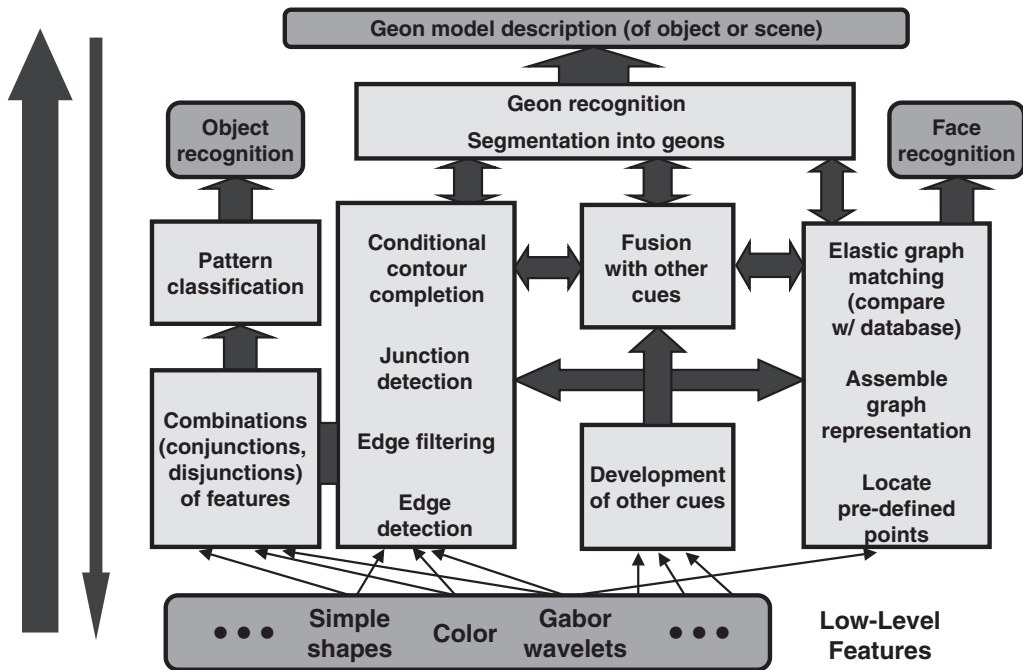 Geon model description (of object or scene)
Geon recognition
Segmentation into geons
Object
recognition
Face
recognition
Pattern
classification
Conditional
contour
completion
Junction
detection
Edge filtering
Edge
detection
Fusion
with other
cues
Elastic graph
matching
(compare
w/ database)
Assemble
graph
representation
Locate
pre-defined
points
Combinations
(conjunctions,
disjunctions)
of features
Development
of other cues
● ● ● Simple
shapes
Color
Gabor
wavelets
● ● ●
Low-Level
Features